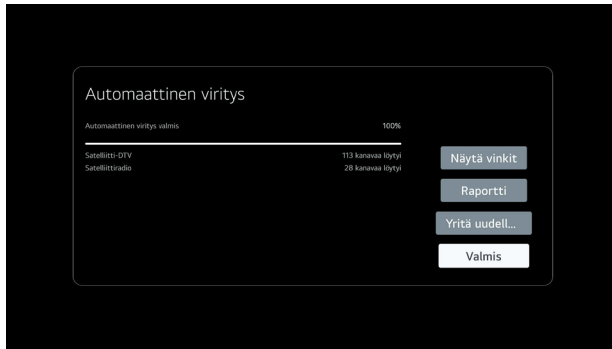 Automaattinen viritys
Automaattinen viritys valmis 100%
Satelliitti-DTV 113 kanavaa löytyi
Satelliittiradio 28 kanavaa löytyi
Näytä vinkit
Raportti
Yritä uudell...
Valmis